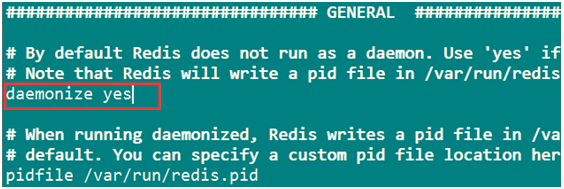 ################################ GENERAL ###############
# By default Redis does not run as a daemon. Use 'yes' if
# Note that Redis will write a pid file in /var/run/redis
daemonize yes
# When running daemonized, Redis writes a pid file in /va
# default. You can specify a custom pid file location her
pidfile /var/run/redis.pid